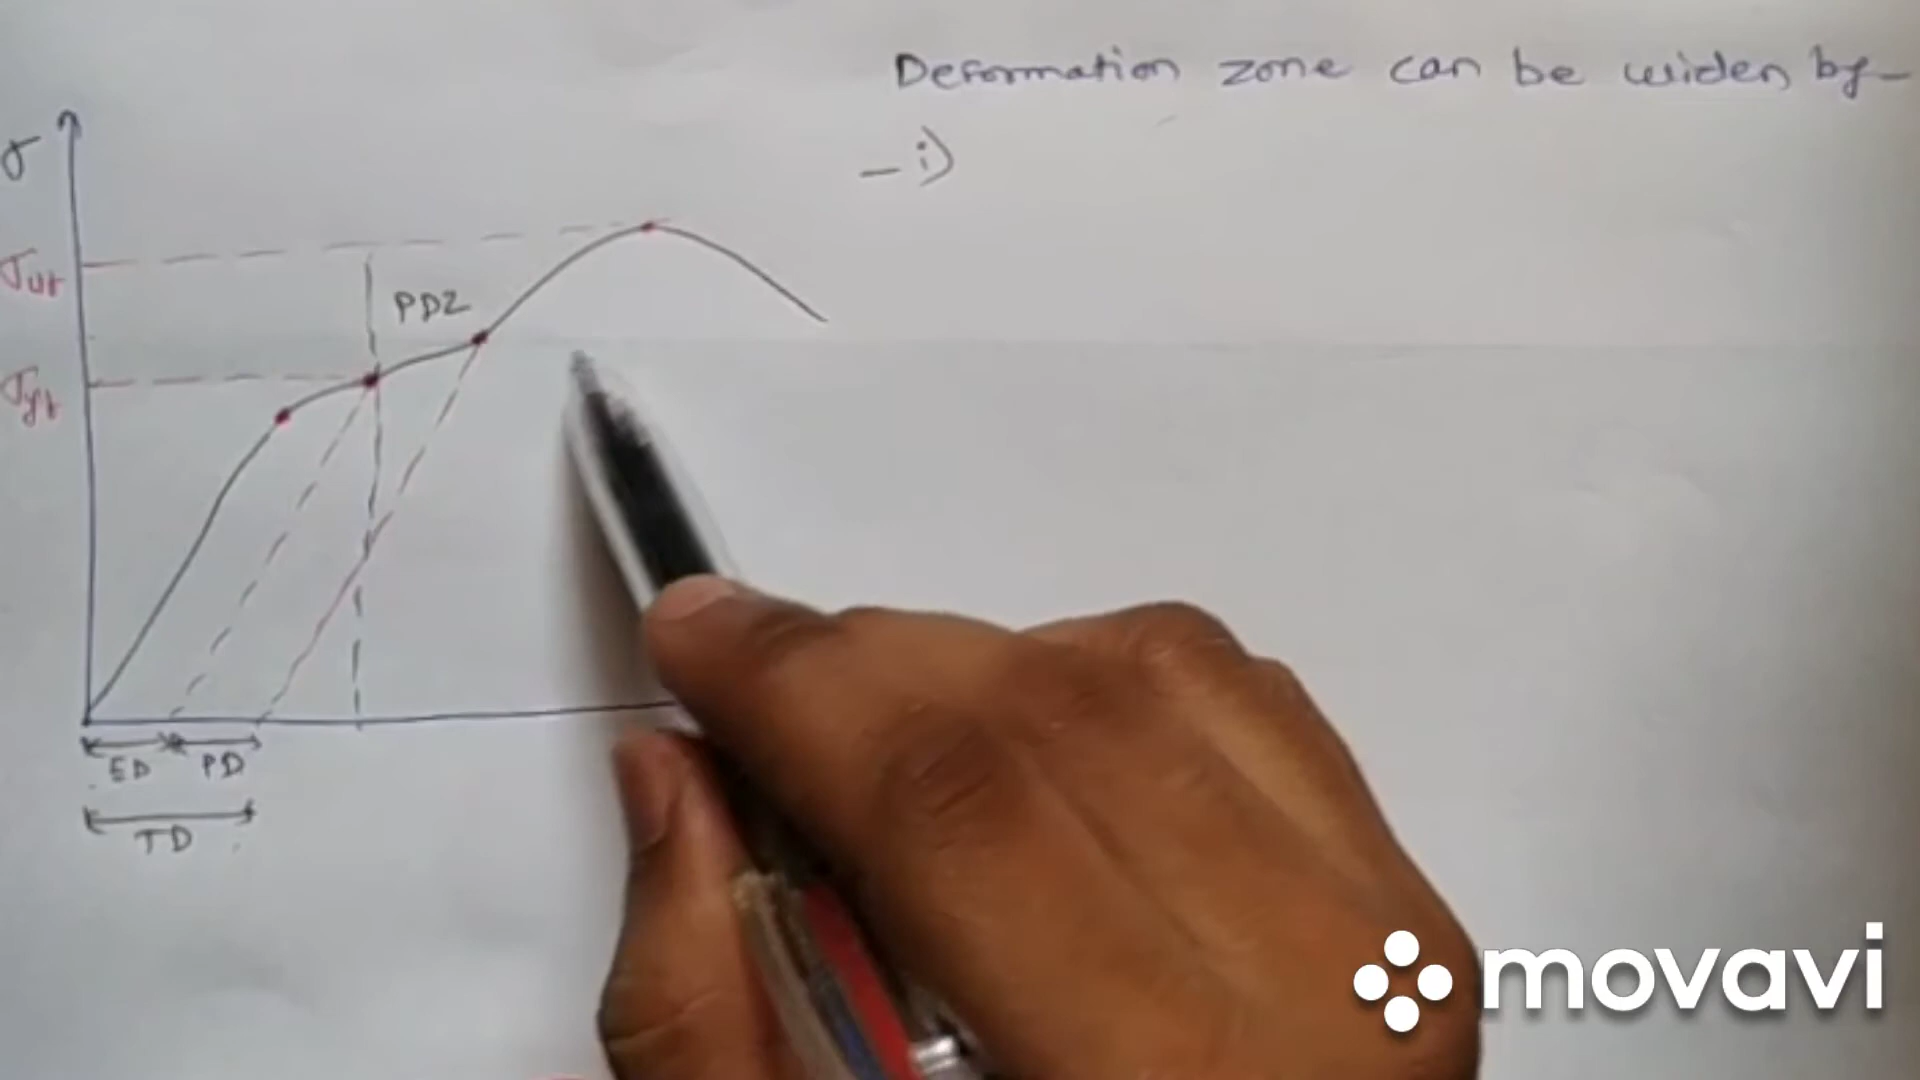 Deformation zone can be widen by-
- i)
σ
σut
PDZ
σyt
ED PD
TD
movavi